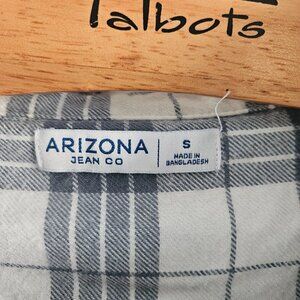 Talbots
ARIZONA
JEAN CO
S
MADE IN
BANGLADESH